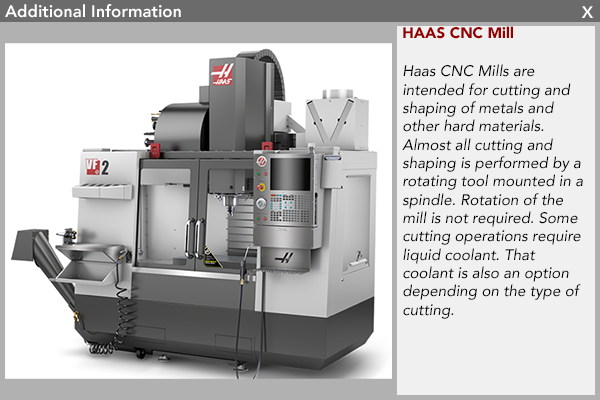 Additional Information
X
HAAS CNC Mill
Haas CNC Mills are
intended for cutting and
shaping of metals and
other hard materials.
Almost all cutting and
shaping is performed by a
rotating tool mounted in a
spindle. Rotation of the
mill is not required. Some
cutting operations require
liquid coolant. That
coolant is also an option
depending on the type of
cutting.
HAAS
VF 2